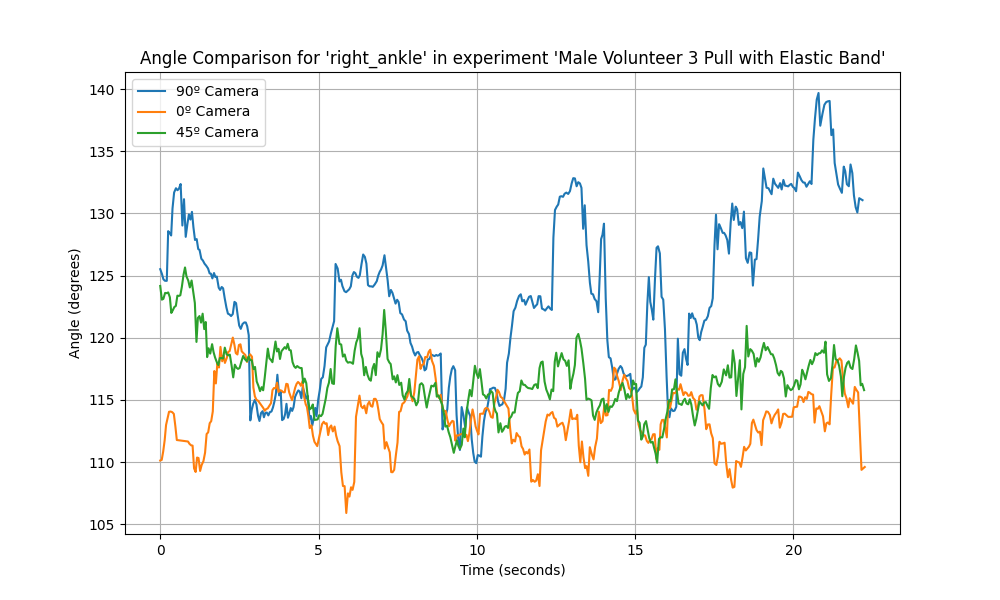 Angle Comparison for 'right_ankle' in experiment 'Male Volunteer 3 Pull with Elastic Band'
90º Camera
0º Camera
45º Camera
Angle (degrees)
140
135
130
125
120
115
110
105
0 5 10 15 20
Time (seconds)